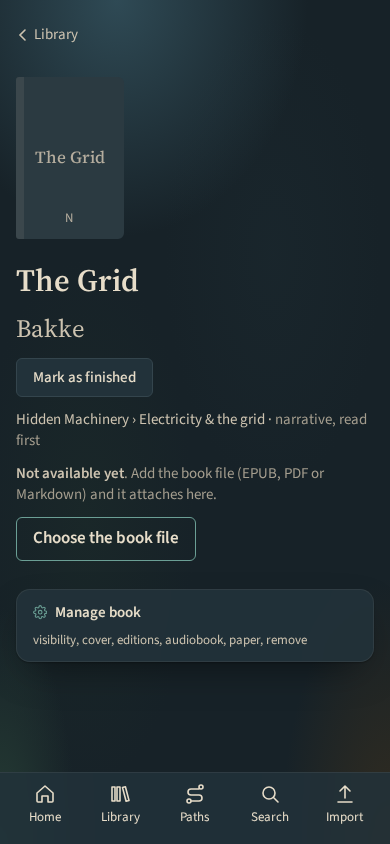 Library
The Grid
N
The Grid
Bakke
Mark as finished
Hidden Machinery › Electricity & the grid · narrative, read
first
Not available yet. Add the book file (EPUB, PDF or
Markdown) and it attaches here.
Choose the book file
Manage book
visibility, cover, editions, audiobook, paper, remove
Home Library Paths Search Import